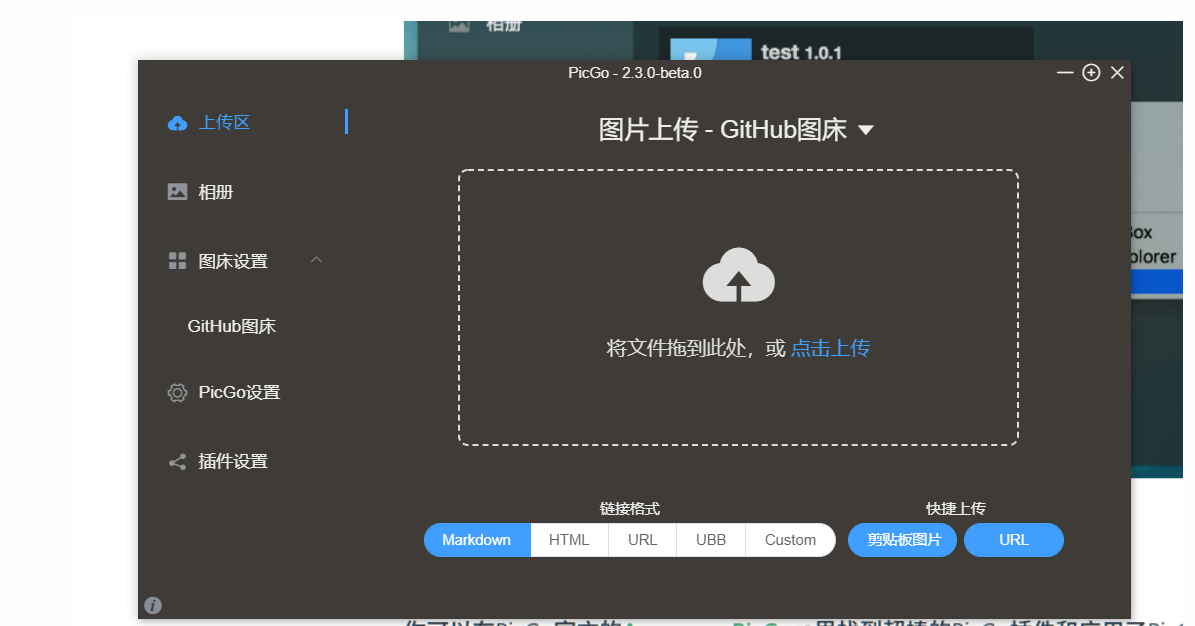 相册
test 1.0.1
PicGo - 2.3.0-beta.0
上传区
图片上传 - GitHub图床
相册
图床设置
GitHub图床
将文件拖到此处，或 点击上传
PicGo设置
插件设置
链接格式
快捷上传
Markdown HTML URL UBB Custom 剪贴板图片 URL